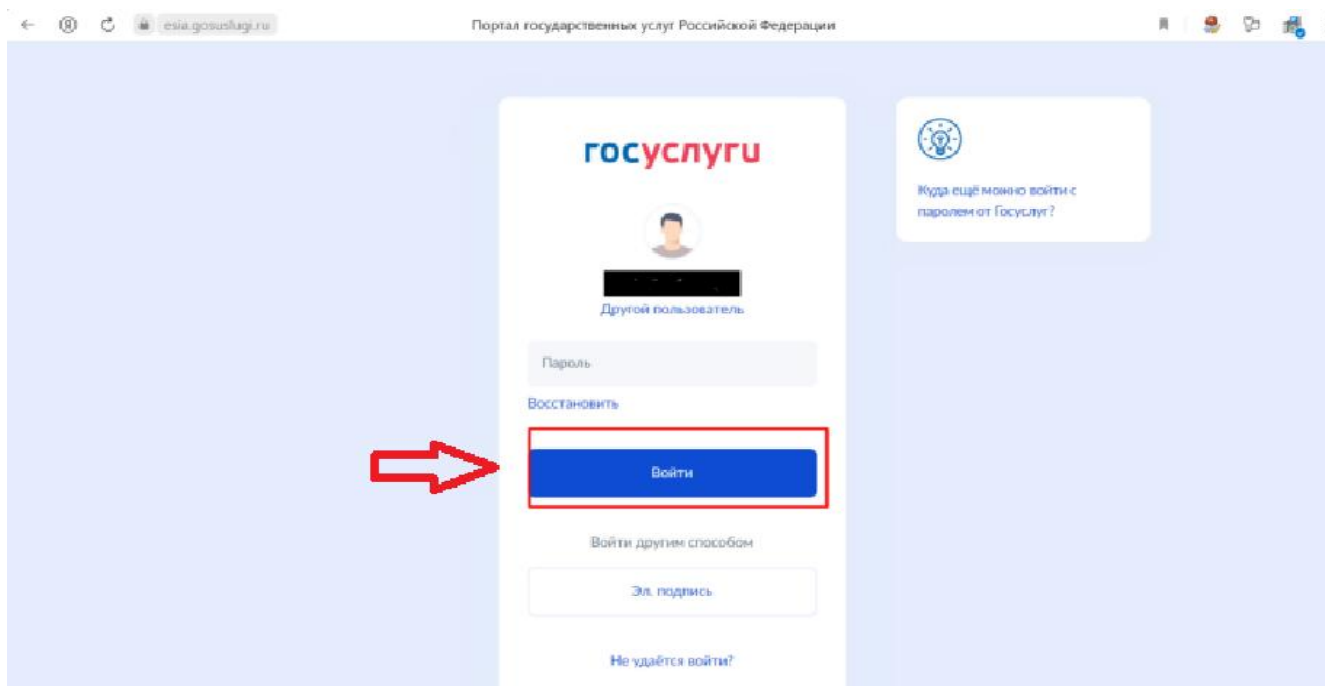 esia.gosuslugi.ru
Портал государственных услуг Российской Федерации
госуслуги
Куда ещё можно войти с
паролем от Госуслуг?
Другой пользователь
Пароль
Восстановить
Войти
Войти другим способом
Эл. подпись
Не удаётся войти?